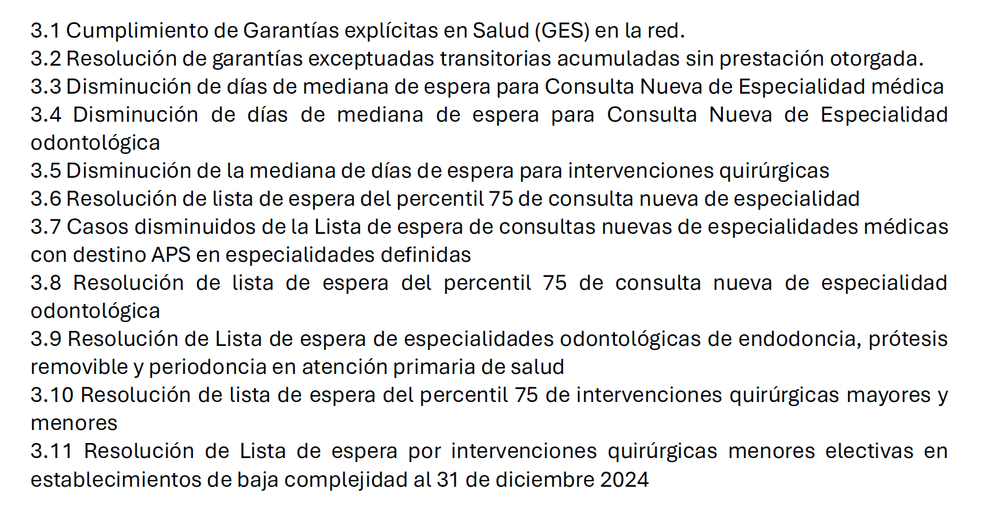 3.1 Cumplimiento de Garantías explícitas en Salud (GES) en la red.
3.2 Resolución de garantías exceptuadas transitorias acumuladas sin prestación otorgada.
3.3 Disminución de días de mediana de espera para Consulta Nueva de Especialidad médica
3.4 Disminución de días de mediana de espera para Consulta Nueva de Especialidad
odontológica
3.5 Disminución de la mediana de días de espera para intervenciones quirúrgicas
3.6 Resolución de lista de espera del percentil 75 de consulta nueva de especialidad
3.7 Casos disminuidos de la Lista de espera de consultas nuevas de especialidades médicas
con destino APS en especialidades definidas
3.8 Resolución de lista de espera del percentil 75 de consulta nueva de especialidad
odontológica
3.9 Resolución de Lista de espera de especialidades odontológicas de endodoncia, prótesis
removible y periodoncia en atención primaria de salud
3.10 Resolución de lista de espera del percentil 75 de intervenciones quirúrgicas mayores y
menores
3.11 Resolución de Lista de espera por intervenciones quirúrgicas menores electivas en
establecimientos de baja complejidad al 31 de diciembre 2024